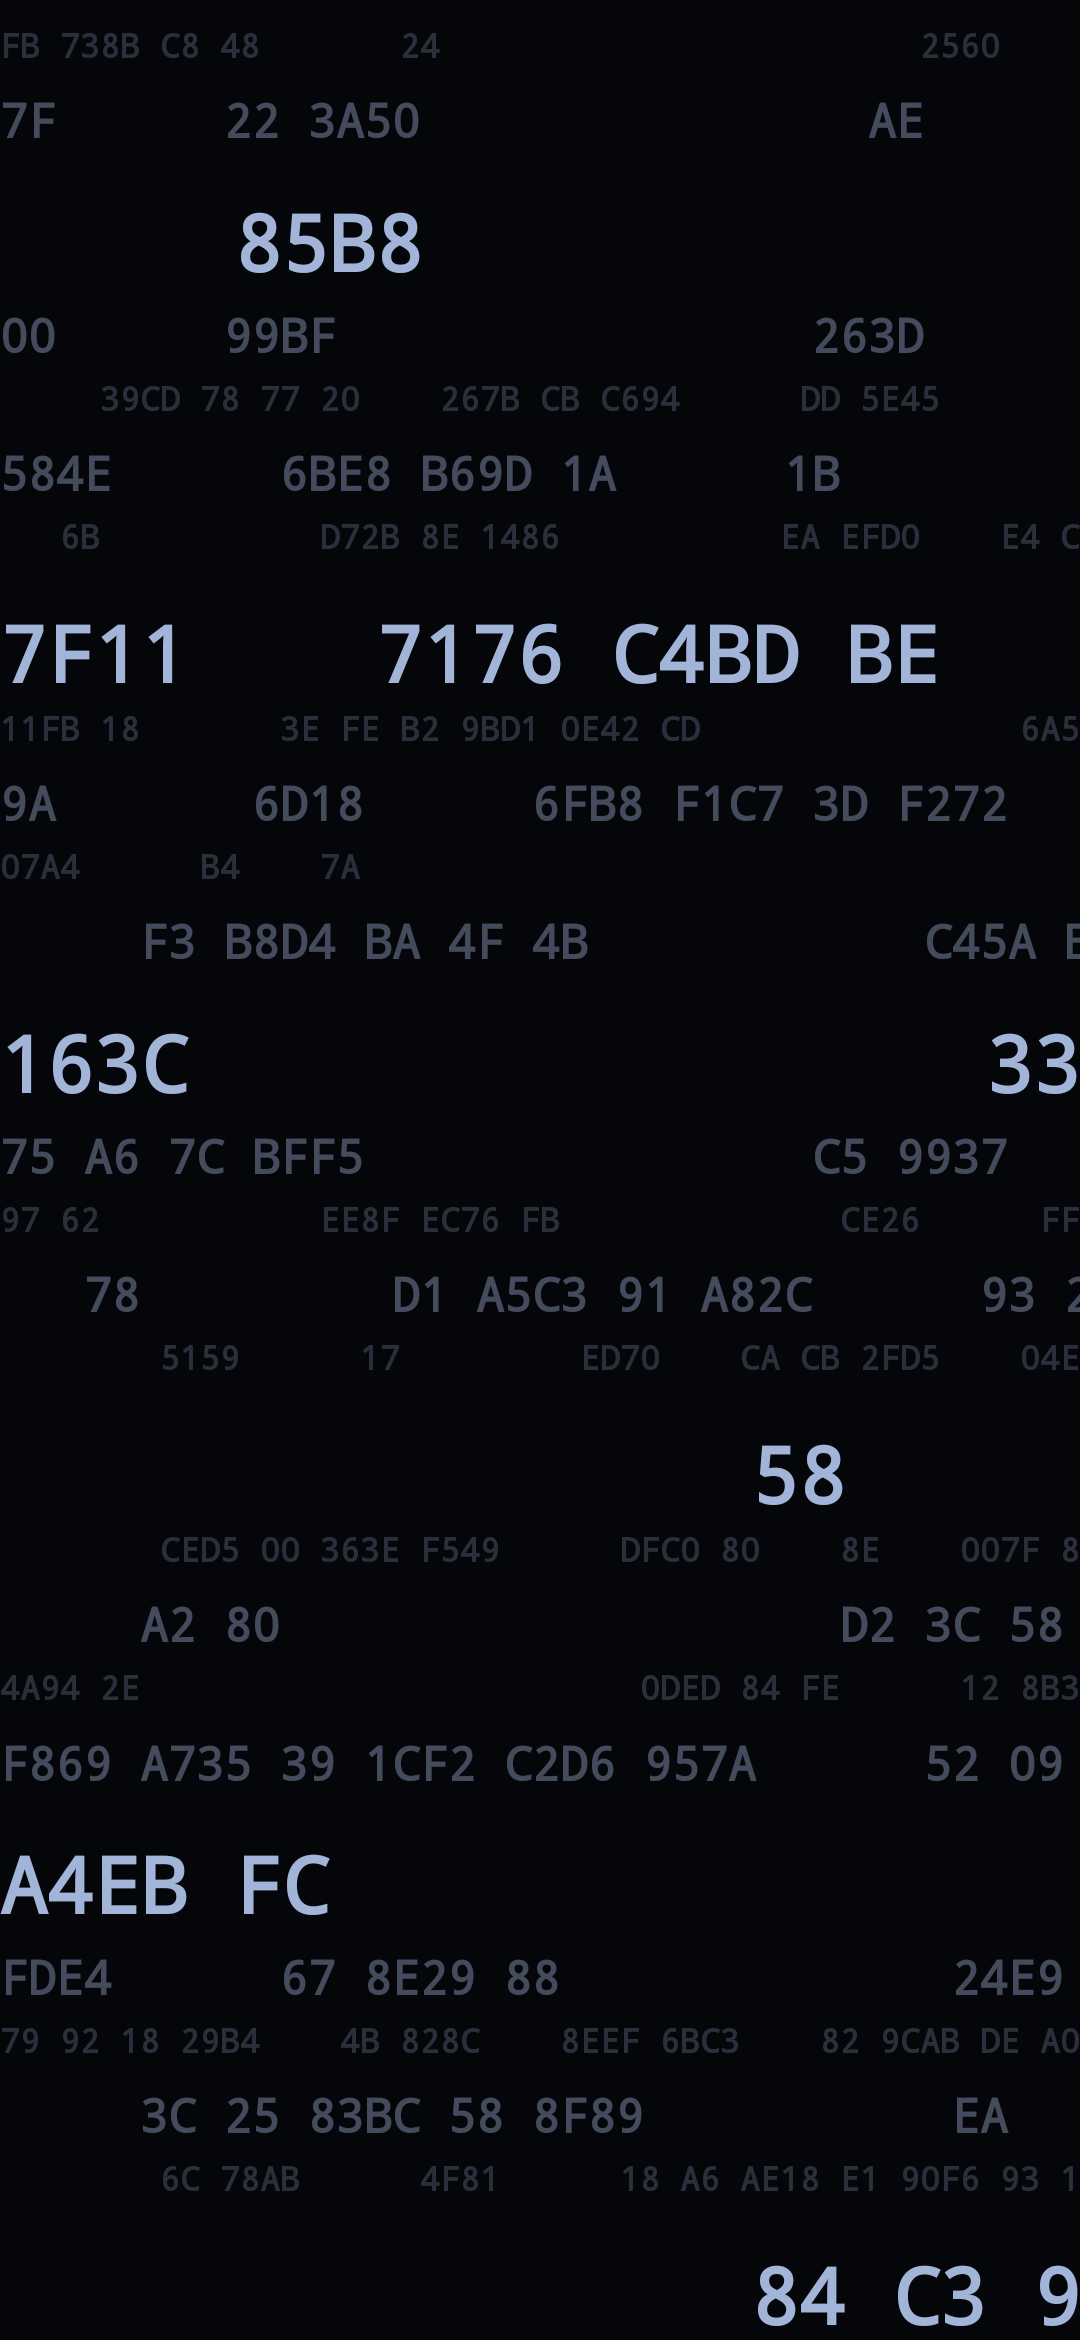 FB 738B C8 48 24 2560
7F 22 3A50 AE
85B8
00 99BF 263D
39CD 78 77 20 267B CB C694 DD 5E45
584E 6BE8 B69D 1A 1B
6B D72B 8E 1486 EA EFD0 E4 C
7F11 7176 C4BD BE
11FB 18 3E FE B2 9BD1 0E42 CD 6A5
9A 6D18 6FB8 F1C7 3D F272
07A4 B4 7A
F3 B8D4 BA 4F 4B C45A
163C 33
75 A6 7C BFF5 C5 9937
97 62 EE8F EC76 FB CE26 FF
78 D1 A5C3 91 A82C 93 2
5159 17 ED70 CA CB 2FD5 04E
58
CED5 00 363E F549 DFC0 80 8E 007F 8
A2 80 D2 3C 58
4A94 2E 0DED 84 FE 12 8B3
F869 A735 39 1CF2 C2D6 957A 52 09
A4EB FC
FDE4 67 8E29 88 24E9
79 92 18 29B4 4B 828C 8EEF 6BC3 82 9CAB DE A0
3C 25 83BC 58 8F89 EA
6C 78AB 4F81 18 A6 AE18 E1 90F6 93 1
84 C3 9